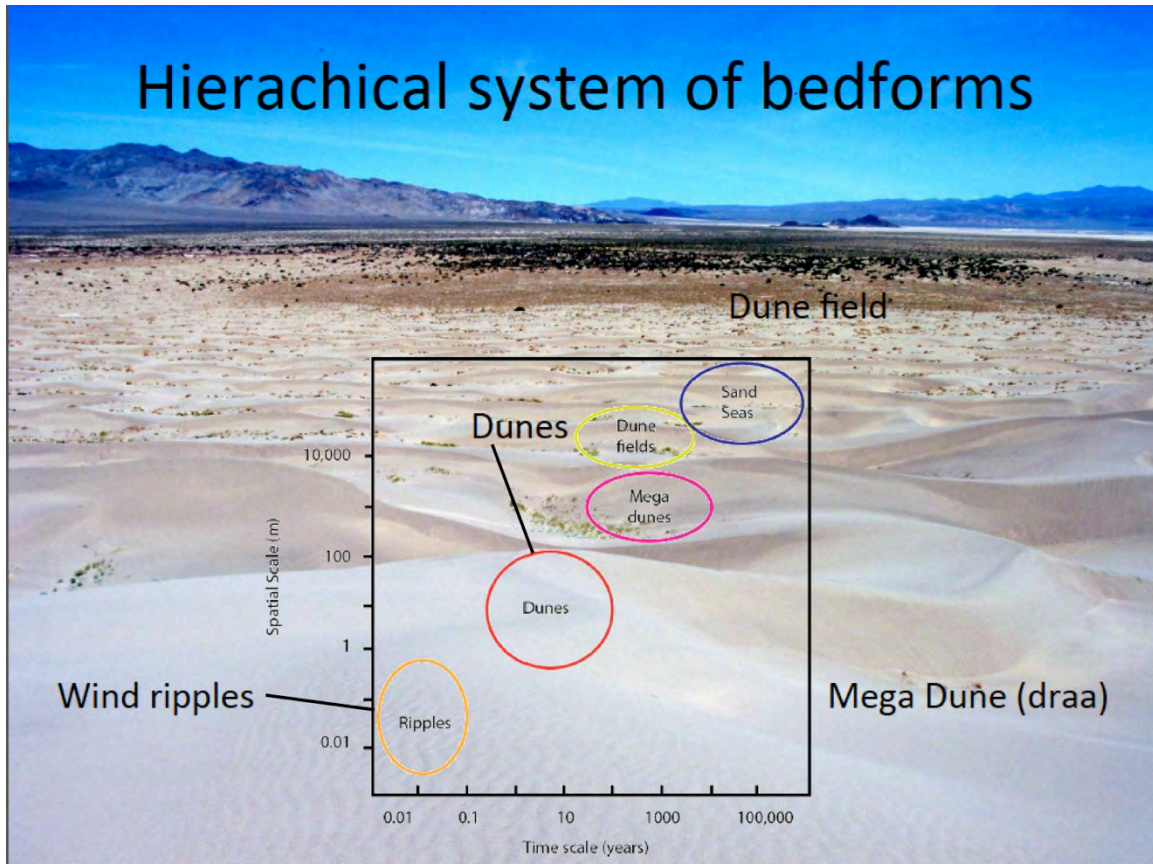 Hierachical system of bedforms
Dune field
Sand
Seas
Dunes
Dune
fields
10,000
Mega
dunes
100
Spatial Scale (m)
Dunes
1
Wind ripples
Mega Dune (draa)
Ripples
0.01
0.01 0.1 10 1000 100,000
Time scale (years)